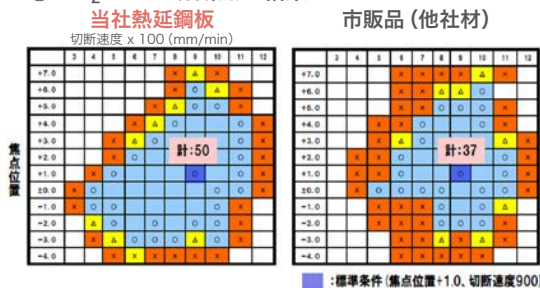 当社熱延鋼板
市販品(他社材)
切断速度 x 100 (mm/min)
3 4 5 6 7 8 9 10 11 12
3 4 5 6 7 8 9 10 11 12
焦点位置
+7.0 × △ ×
+7.0 × × × × △ ×
+6.0 × ○ △ ×
+6.0 × × △ △ ○
+5.0 × △ ○ ○ ×
+5.0 × × ○ ○ ×
+4.0 × △ ○ ○ ×
+4.0 × × ○ ○ ×
+3.0 × △ ○ ○ ×
+3.0 × △ ○ △ ×
+2.0 × ○ ○ ×
+2.0 × × ○ ○ ×
+1.0 × ○ ○ ○ ×
+1.0 × × ○ ○ ○ ×
±0.0 × ○ ○ ×
±0.0 × ○ ○ ○ ○ ○ ×
-1.0 × ○ ○ ×
-1.0 × × × ○ ○ △
-2.0 △ ○ ○ ○ ×
-2.0 × × × ○ ○ ○ ×
-3.0 × △ ○ ○ ○ △ ×
-3.0 × × × △ ○ △ ×
-4.0 × △ × × × ×
-4.0 × × △ ×
計:50
計:37
:標準条件(焦点位置+1.0、切断速度900)